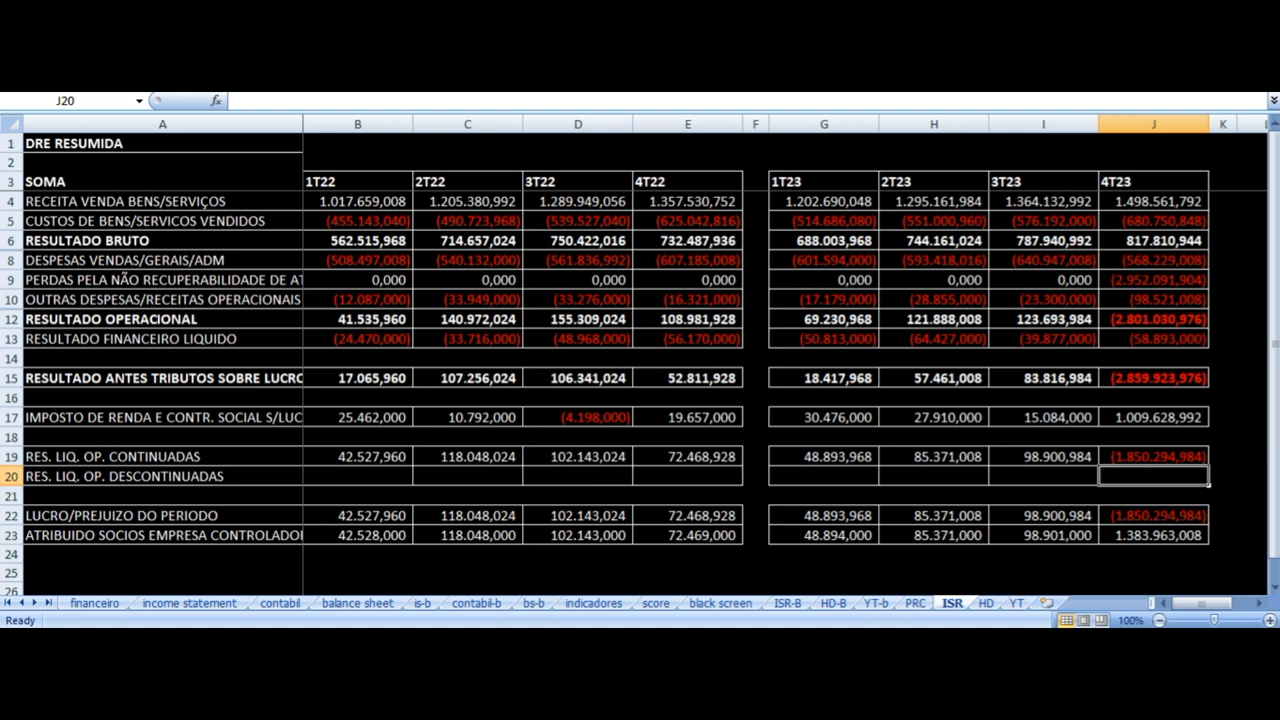 J20 fx
A B C D E F G H I J K
1 DRE RESUMIDA
2
3 SOMA 1T22 2T22 3T22 4T22 1T23 2T23 3T23 4T23
4 RECEITA VENDA BENS/SERVIÇOS 1.017.659,008 1.205.380,992 1.289.949,056 1.357.530,752 1.202.690,048 1.295.161,984 1.364.132,992 1.498.561,792
5 CUSTOS DE BENS/SERVICOS VENDIDOS (455.143,040) (490.723,968) (539.527,040) (625.042,816) (514.686,080) (551.000,960) (576.192,000) (680.750,848)
6 RESULTADO BRUTO 562.515,968 714.657,024 750.422,016 732.487,936 688.003,968 744.161,024 787.940,992 817.810,944
8 DESPESAS VENDAS/GERAIS/ADM (508.497,008) (540.132,000) (561.836,992) (607.185,008) (601.594,000) (593.418,016) (640.947,008) (568.229,008)
9 PERDAS PELA NÃO RECUPERABILIDADE DE AT 0,000 0,000 0,000 0,000 0,000 0,000 0,000 (2.952.091,904)
10 OUTRAS DESPESAS/RECEITAS OPERACIONAIS (12.087,000) (33.949,000) (33.276,000) (16.321,000) (17.179,000) (28.855,000) (23.300,000) (98.521,008)
12 RESULTADO OPERACIONAL 41.535,960 140.972,024 155.309,024 108.981,928 69.230,968 121.888,008 123.693,984 (2.801.030,976)
13 RESULTADO FINANCEIRO LIQUIDO (24.470,000) (33.716,000) (48.968,000) (56.170,000) (50.813,000) (64.427,000) (39.877,000) (58.893,000)
14
15 RESULTADO ANTES TRIBUTOS SOBRE LUCRO 17.065,960 107.256,024 106.341,024 52.811,928 18.417,968 57.461,008 83.816,984 (2.859.923,976)
16
17 IMPOSTO DE RENDA E CONTR. SOCIAL S/LUC 25.462,000 10.792,000 (4.198,000) 19.657,000 30.476,000 27.910,000 15.084,000 1.009.628,992
18
19 RES. LIQ. OP. CONTINUADAS 42.527,960 118.048,024 102.143,024 72.468,928 48.893,968 85.371,008 98.900,984 (1.850.294,984)
20 RES. LIQ. OP. DESCONTINUADAS
21
22 LUCRO/PREJUIZO DO PERIODO 42.527,960 118.048,024 102.143,024 72.468,928 48.893,968 85.371,008 98.900,984 (1.850.294,984)
23 ATRIBUIDO SOCIOS EMPRESA CONTROLADO 42.528,000 118.048,000 102.143,000 72.469,000 48.894,000 85.371,000 98.901,000 1.383.963,008
24
25
26
financeiro income statement contabil balance sheet is-b contabil-b bs-b indicadores score black screen ISR-B HD-B YT-b PRC ISR HD YT
Ready 100%